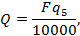 Q = Fq₅/10000,